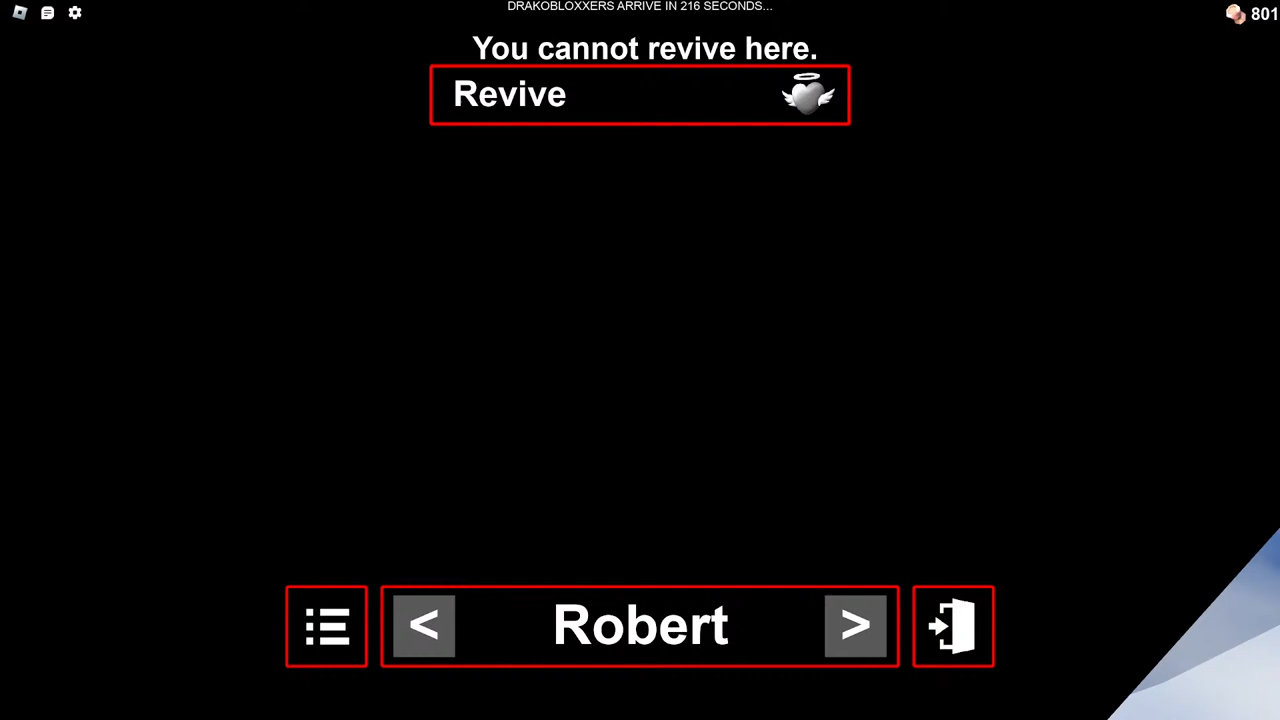 DRAKOBLOXXERS ARRIVE IN 216 SECONDS...
801
You cannot revive here.
Revive
< Robert >